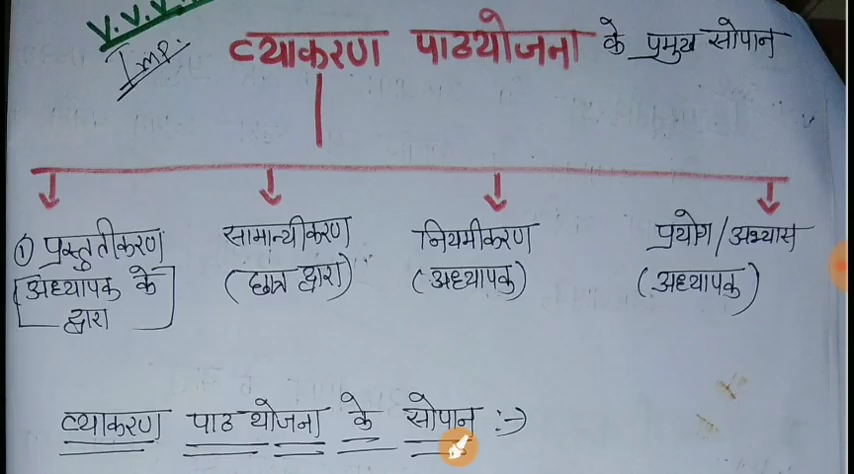 V.V.V.
Imp.
व्याकरण पाठयोजना के प्रमुख सोपान
① प्रस्तुतीकरण
[अध्यापक के
द्वारा]
सामान्यीकरण
(छात्र द्वारा)
नियमीकरण
(अध्यापक)
प्रयोग/अभ्यास
(अध्यापक)
व्याकरण पाठ योजना के सोपान :→